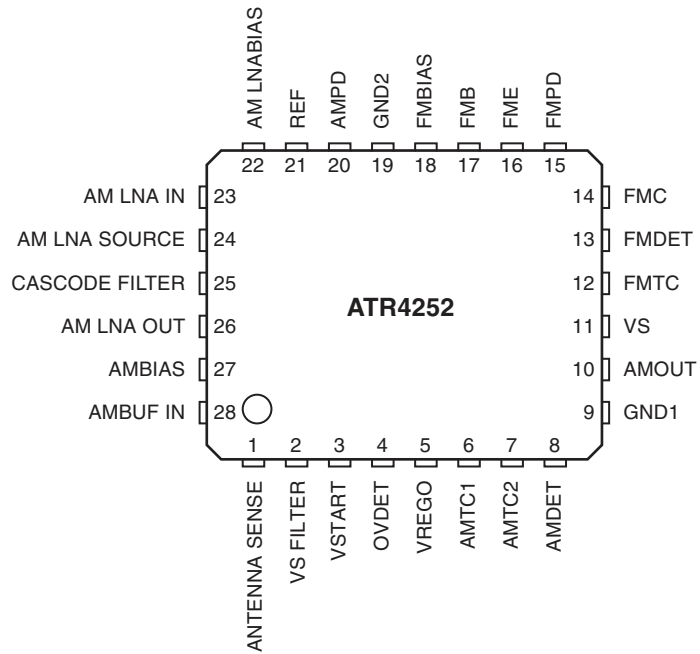 AM LNABIAS
REF
AMPD
GND2
FMBIAS
FMB
FME
FMPD
22 21 20 19 18 17 16 15
AM LNA IN 23
14 FMC
AM LNA SOURCE 24
13 FMDET
CASCODE FILTER 25
12 FMTC
ATR4252
AM LNA OUT 26
11 VS
AMBIAS 27
10 AMOUT
AMBUF IN 28
9 GND1
1 2 3 4 5 6 7 8
ANTENNA SENSE
VS FILTER
VSTART
OVDET
VREGO
AMTC1
AMTC2
AMDET